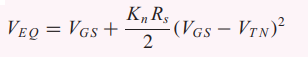 V_{EQ} = V_{GS} + \frac{K_n R_s}{2} (V_{GS} − V_{TN})^2